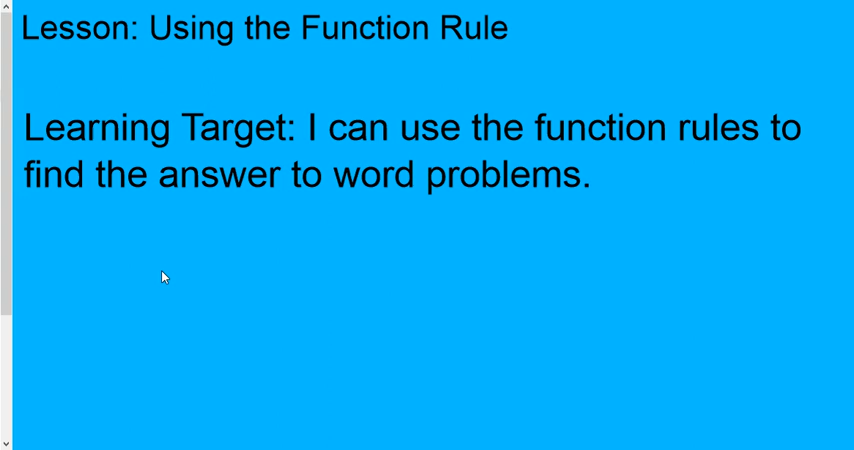 Lesson: Using the Function Rule
Learning Target: I can use the function rules to
find the answer to word problems.